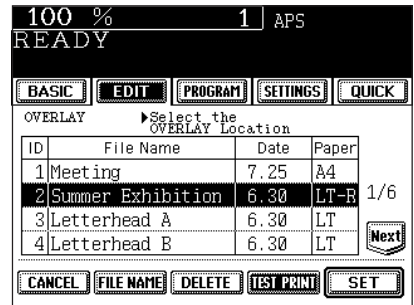 100 % 1 APS
READY
BASIC EDIT PROGRAM SETTINGS QUICK
OVERLAY ▶Select the
OVERLAY Location
ID File Name Date Paper
1 Meeting 7.25 A4
2 Summer Exhibition 6.30 LT-R
3 Letterhead A 6.30 LT
4 Letterhead B 6.30 LT
1/6
Next
CANCEL FILE NAME DELETE TEST PRINT SET